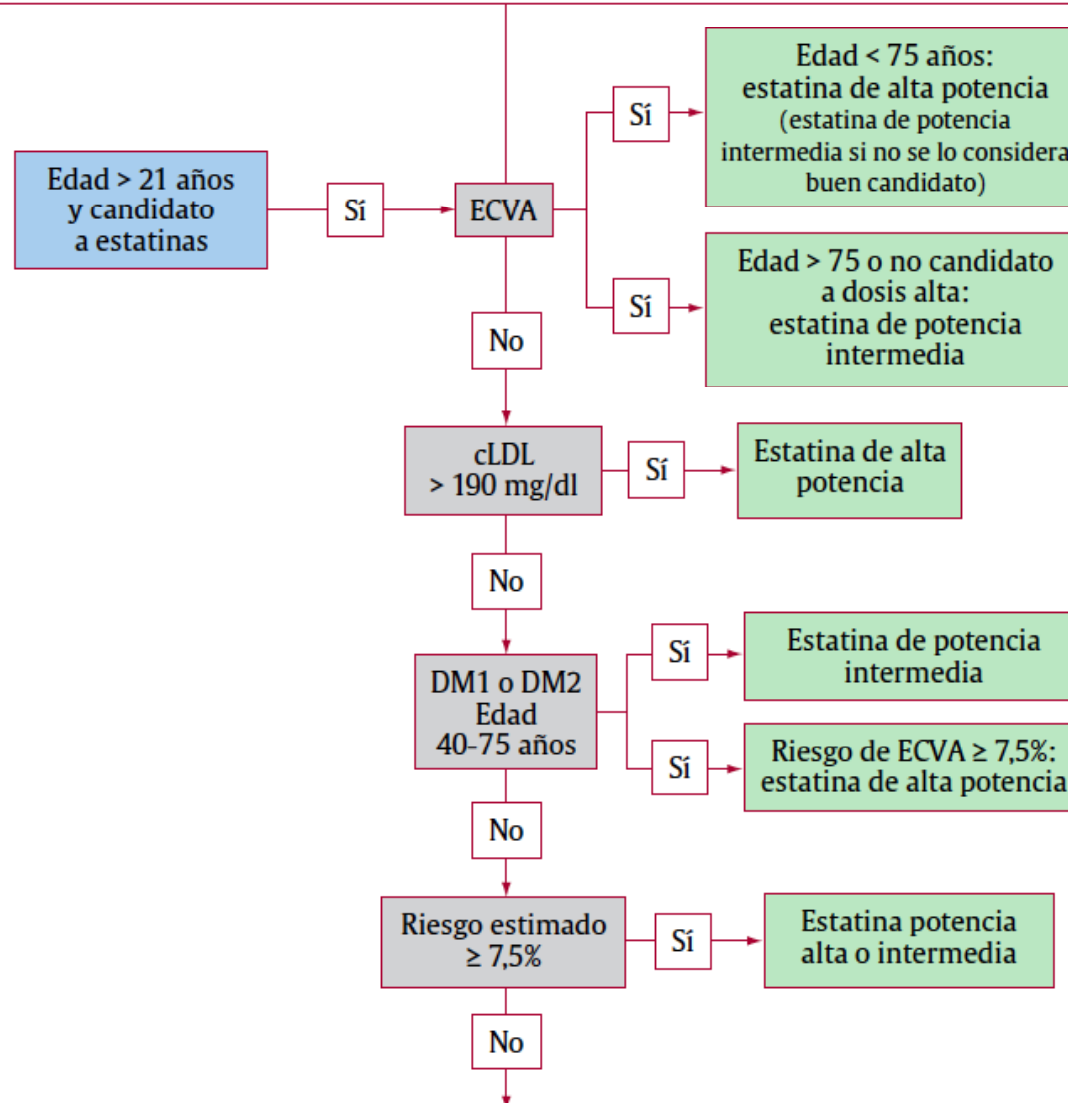 Edad < 75 años:
estatina de alta potencia
(estatina de potencia
intermedia si no se lo considera
buen candidato)
Sí
Edad > 21 años
y candidato
a estatinas
Sí
ECVA
Edad > 75 o no candidato
a dosis alta:
estatina de potencia
intermedia
Sí
No
cLDL
> 190 mg/dl
Sí
Estatina de alta
potencia
No
Sí
Estatina de potencia
intermedia
DM1 o DM2
Edad
40-75 años
Sí
Riesgo de ECVA ≥ 7,5%:
estatina de alta potencia
No
Riesgo estimado
≥ 7,5%
Sí
Estatina potencia
alta o intermedia
No